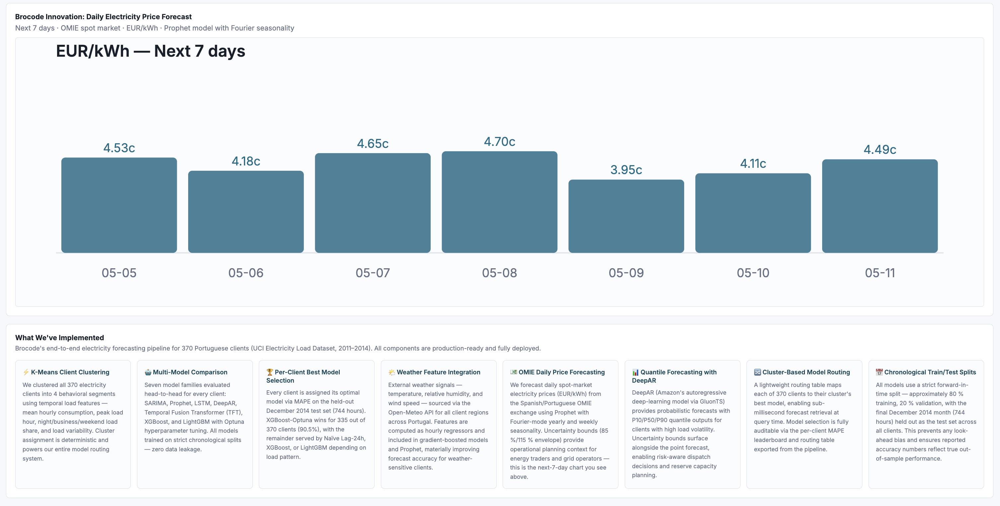 Brocode Innovation: Daily Electricity Price Forecast
Next 7 days · OMIE spot market · EUR/kWh · Prophet model with Fourier seasonality
EUR/kWh — Next 7 days
4.53c
4.18c
4.65c
4.70c
3.95c
4.11c
4.49c
05-05
05-06
05-07
05-08
05-09
05-10
05-11
What We've Implemented
Brocode's end-to-end electricity forecasting pipeline for 370 Portuguese clients (UCI Electricity Load Dataset, 2011–2014). All components are production-ready and fully deployed.
⚡ K-Means Client Clustering
We clustered all 370 electricity
clients into 4 behavioral segments
using temporal load features —
mean hourly consumption, peak load
hour, night/business/weekend load
share, and load variability. Cluster
assignment is deterministic and
powers our entire model routing
system.
🤖 Multi-Model Comparison
Seven model families evaluated
head-to-head for every client:
SARIMA, Prophet, LSTM, DeepAR,
Temporal Fusion Transformer (TFT),
XGBoost, and LightGBM with Optuna
hyperparameter tuning. All models
trained on strict chronological splits
— zero data leakage.
🏆 Per-Client Best Model
Selection
Every client is assigned its optimal
model via MAPE on the held-out
December 2014 test set (744 hours).
XGBoost-Optuna wins for 335 out of
370 clients (90.5%), with the
remainder served by Naïve Lag-24h,
XGBoost, or LightGBM depending on
load pattern.
🌤️ Weather Feature Integration
External weather signals —
temperature, relative humidity, and
wind speed — sourced via the
Open-Meteo API for all client regions
across Portugal. Features are
computed as hourly regressors and
included in gradient-boosted models
and Prophet, materially improving
forecast accuracy for weather-
sensitive clients.
💵 OMIE Daily Price Forecasting
We forecast daily spot-market
electricity prices (EUR/kWh) from
the Spanish/Portuguese OMIE
exchange using Prophet with
Fourier-mode yearly and weekly
seasonality. Uncertainty bounds (85
%/115 % envelope) provide
operational planning context for
energy traders and grid operators —
this is the next-7-day chart you see
above.
📊 Quantile Forecasting with
DeepAR
DeepAR (Amazon's autoregressive
deep-learning model via GluonTS)
provides probabilistic forecasts with
P10/P50/P90 quantile outputs for
clients with high load volatility.
Uncertainty bounds surface
alongside the point forecast,
enabling risk-aware dispatch
decisions and reserve capacity
planning.
🔀 Cluster-Based Model Routing
A lightweight routing table maps
each of 370 clients to their cluster's
best model, enabling sub-
millisecond forecast retrieval at
query time. Model selection is fully
auditable via the per-client MAPE
leaderboard and routing table
exported from the pipeline.
📅 Chronological Train/Test Splits
All models use a strict forward-in-
time split — approximately 80 %
training, 20 % validation, with the
final December 2014 month (744
hours) held out as the test set across
all clients. This prevents any look-
ahead bias and ensures reported
accuracy numbers reflect true out-
of-sample performance.